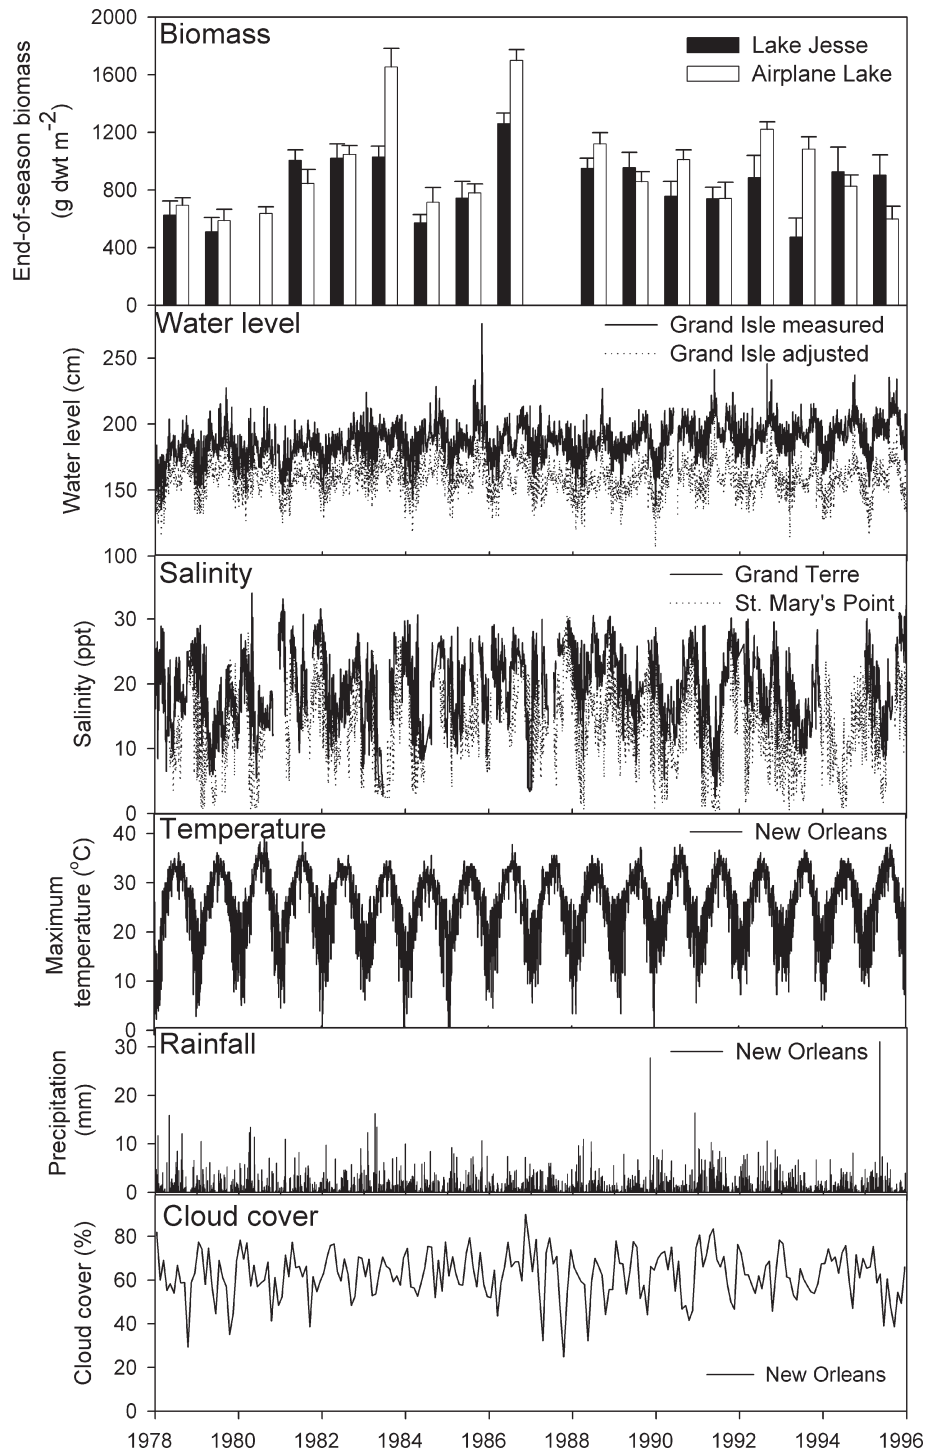 2000
1600
1200
800
400
0
End-of-season biomass
(g dwt m-2)
Biomass
Lake Jesse
Airplane Lake
250
200
150
100
Water level (cm)
Water level
Grand Isle measured
Grand Isle adjusted
30
20
10
0
Salinity (ppt)
Salinity
Grand Terre
St. Mary's Point
40
30
20
10
0
Maximum
temperature (oC)
Temperature
New Orleans
30
20
10
0
Precipitation
(mm)
Rainfall
New Orleans
80
60
40
20
0
Cloud cover (%)
Cloud cover
New Orleans
1978 1980 1982 1984 1986 1988 1990 1992 1994 1996